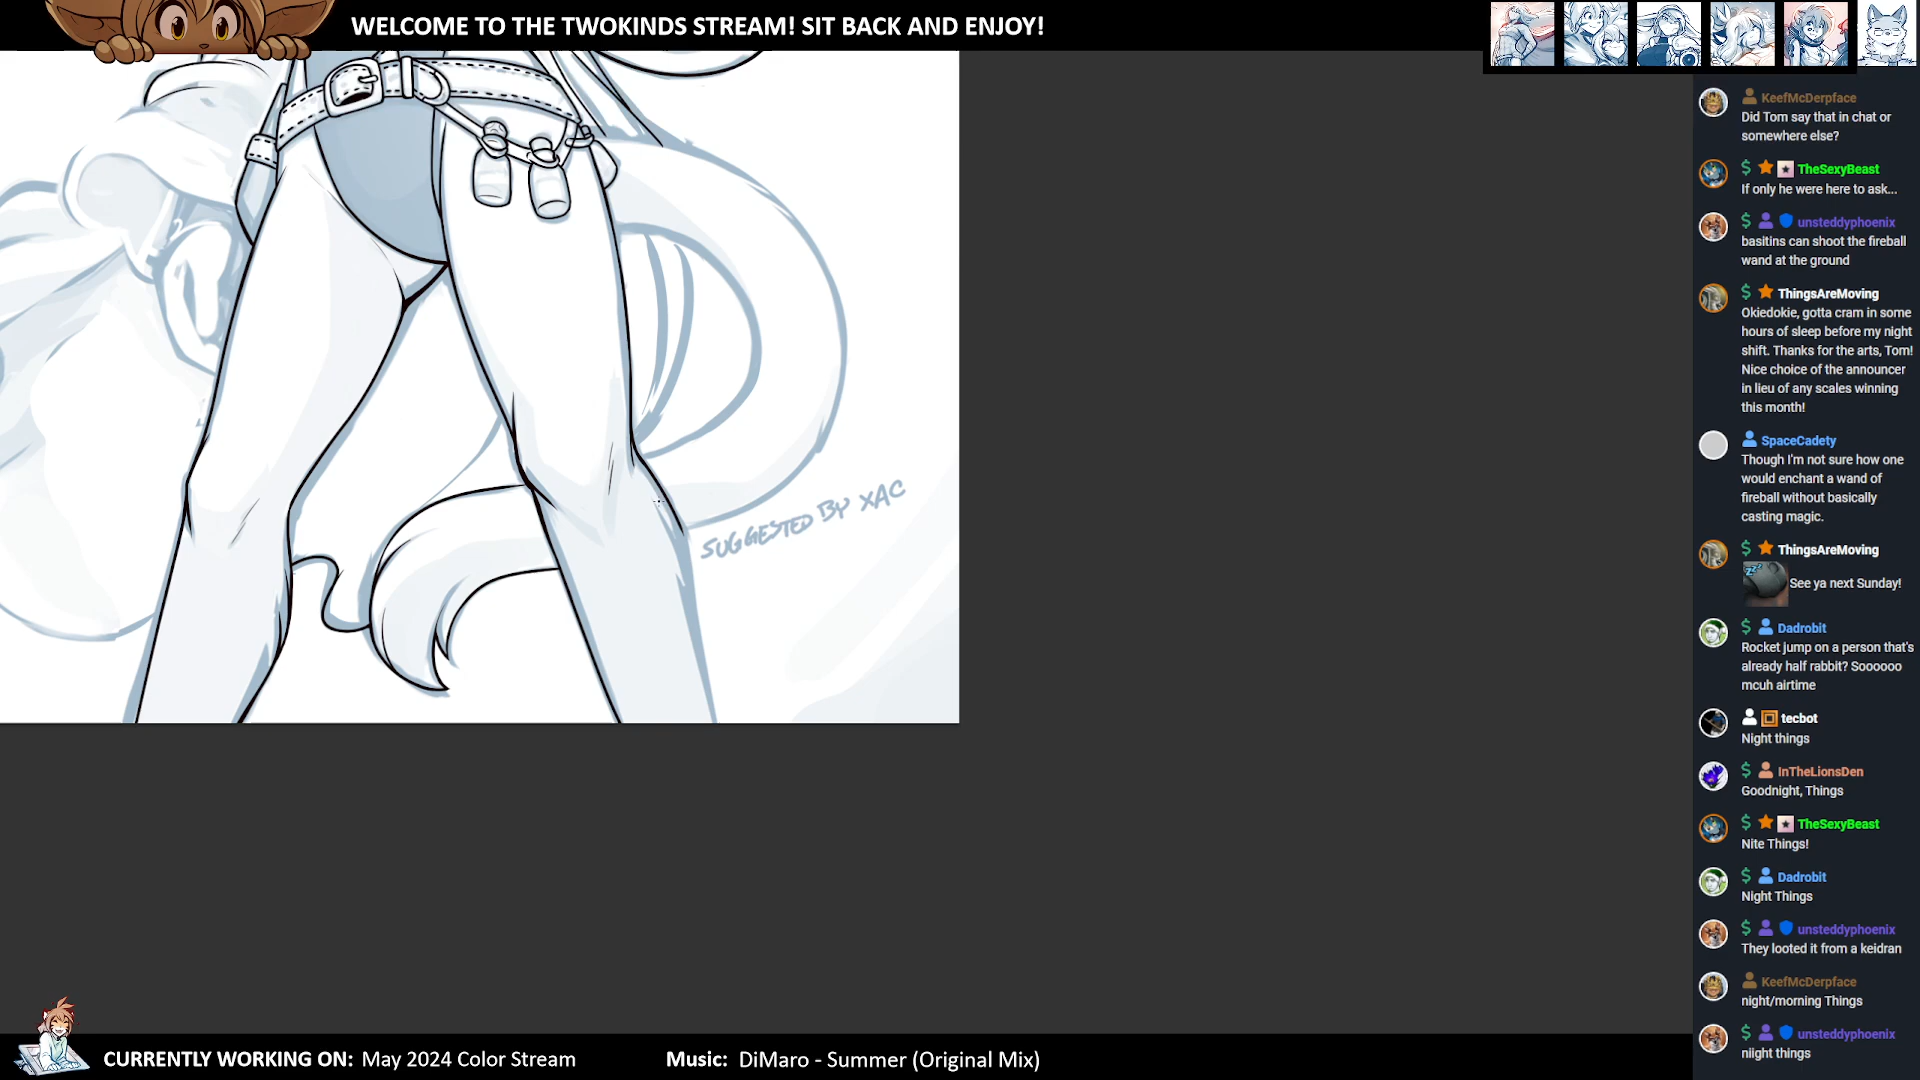 WELCOME TO THE TWOKINDS STREAM! SIT BACK AND ENJOY!
SUGGESTED BY XAC
KeefMcDerpface
Did Tom say that in chat or
somewhere else?
$ TheSexyBeast
If only he were here to ask...
$ unsteddyphoenix
basitins can shoot the fireball
wand at the ground
$ ThingsAreMoving
Okiedokie, gotta cram in some
hours of sleep before my night
shift. Thanks for the arts, Tom!
Nice choice of the announcer
in lieu of any scales winning
this month!
SpaceCadety
Though I'm not sure how one
would enchant a wand of
fireball without basically
casting magic.
$ ThingsAreMoving
See ya next Sunday!
$ Dadrobit
Rocket jump on a person that's
already half rabbit? Soooooo
mcuh airtime
tecbot
Night things
$ InTheLionsDen
Goodnight, Things
$ TheSexyBeast
Nite Things!
$ Dadrobit
Night Things
$ unsteddyphoenix
They looted it from a keidran
KeefMcDerpface
night/morning Things
$ unsteddyphoenix
niight things
CURRENTLY WORKING ON: May 2024 Color Stream
Music: DiMaro - Summer (Original Mix)